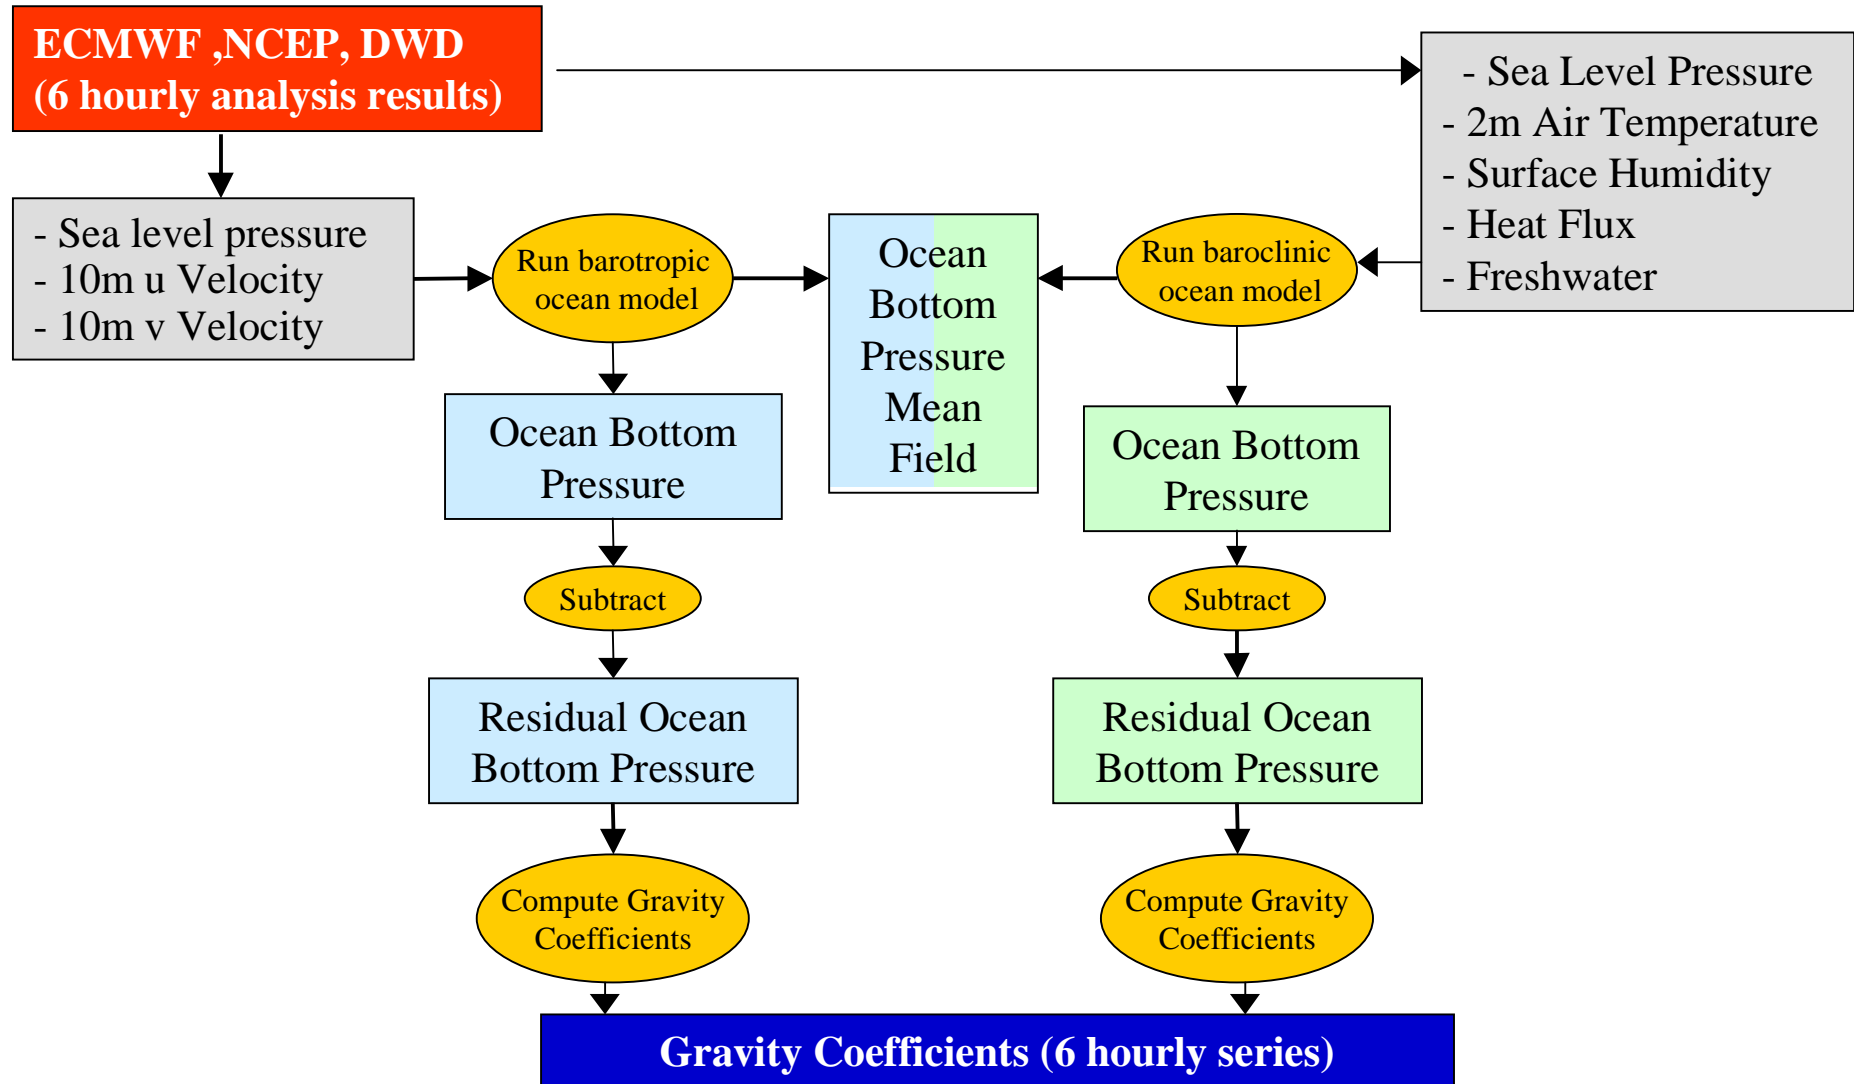 ECMWF ,NCEP, DWD
(6 hourly analysis results)
- Sea Level Pressure
- 2m Air Temperature
- Surface Humidity
- Heat Flux
- Freshwater
- Sea level pressure
- 10m u Velocity
- 10m v Velocity
Run barotropic
ocean model
Ocean
Bottom
Pressure
Mean
Field
Run baroclinic
ocean model
Ocean Bottom
Pressure
Ocean Bottom
Pressure
Subtract
Subtract
Residual Ocean
Bottom Pressure
Residual Ocean
Bottom Pressure
Compute Gravity
Coefficients
Compute Gravity
Coefficients
Gravity Coefficients (6 hourly series)